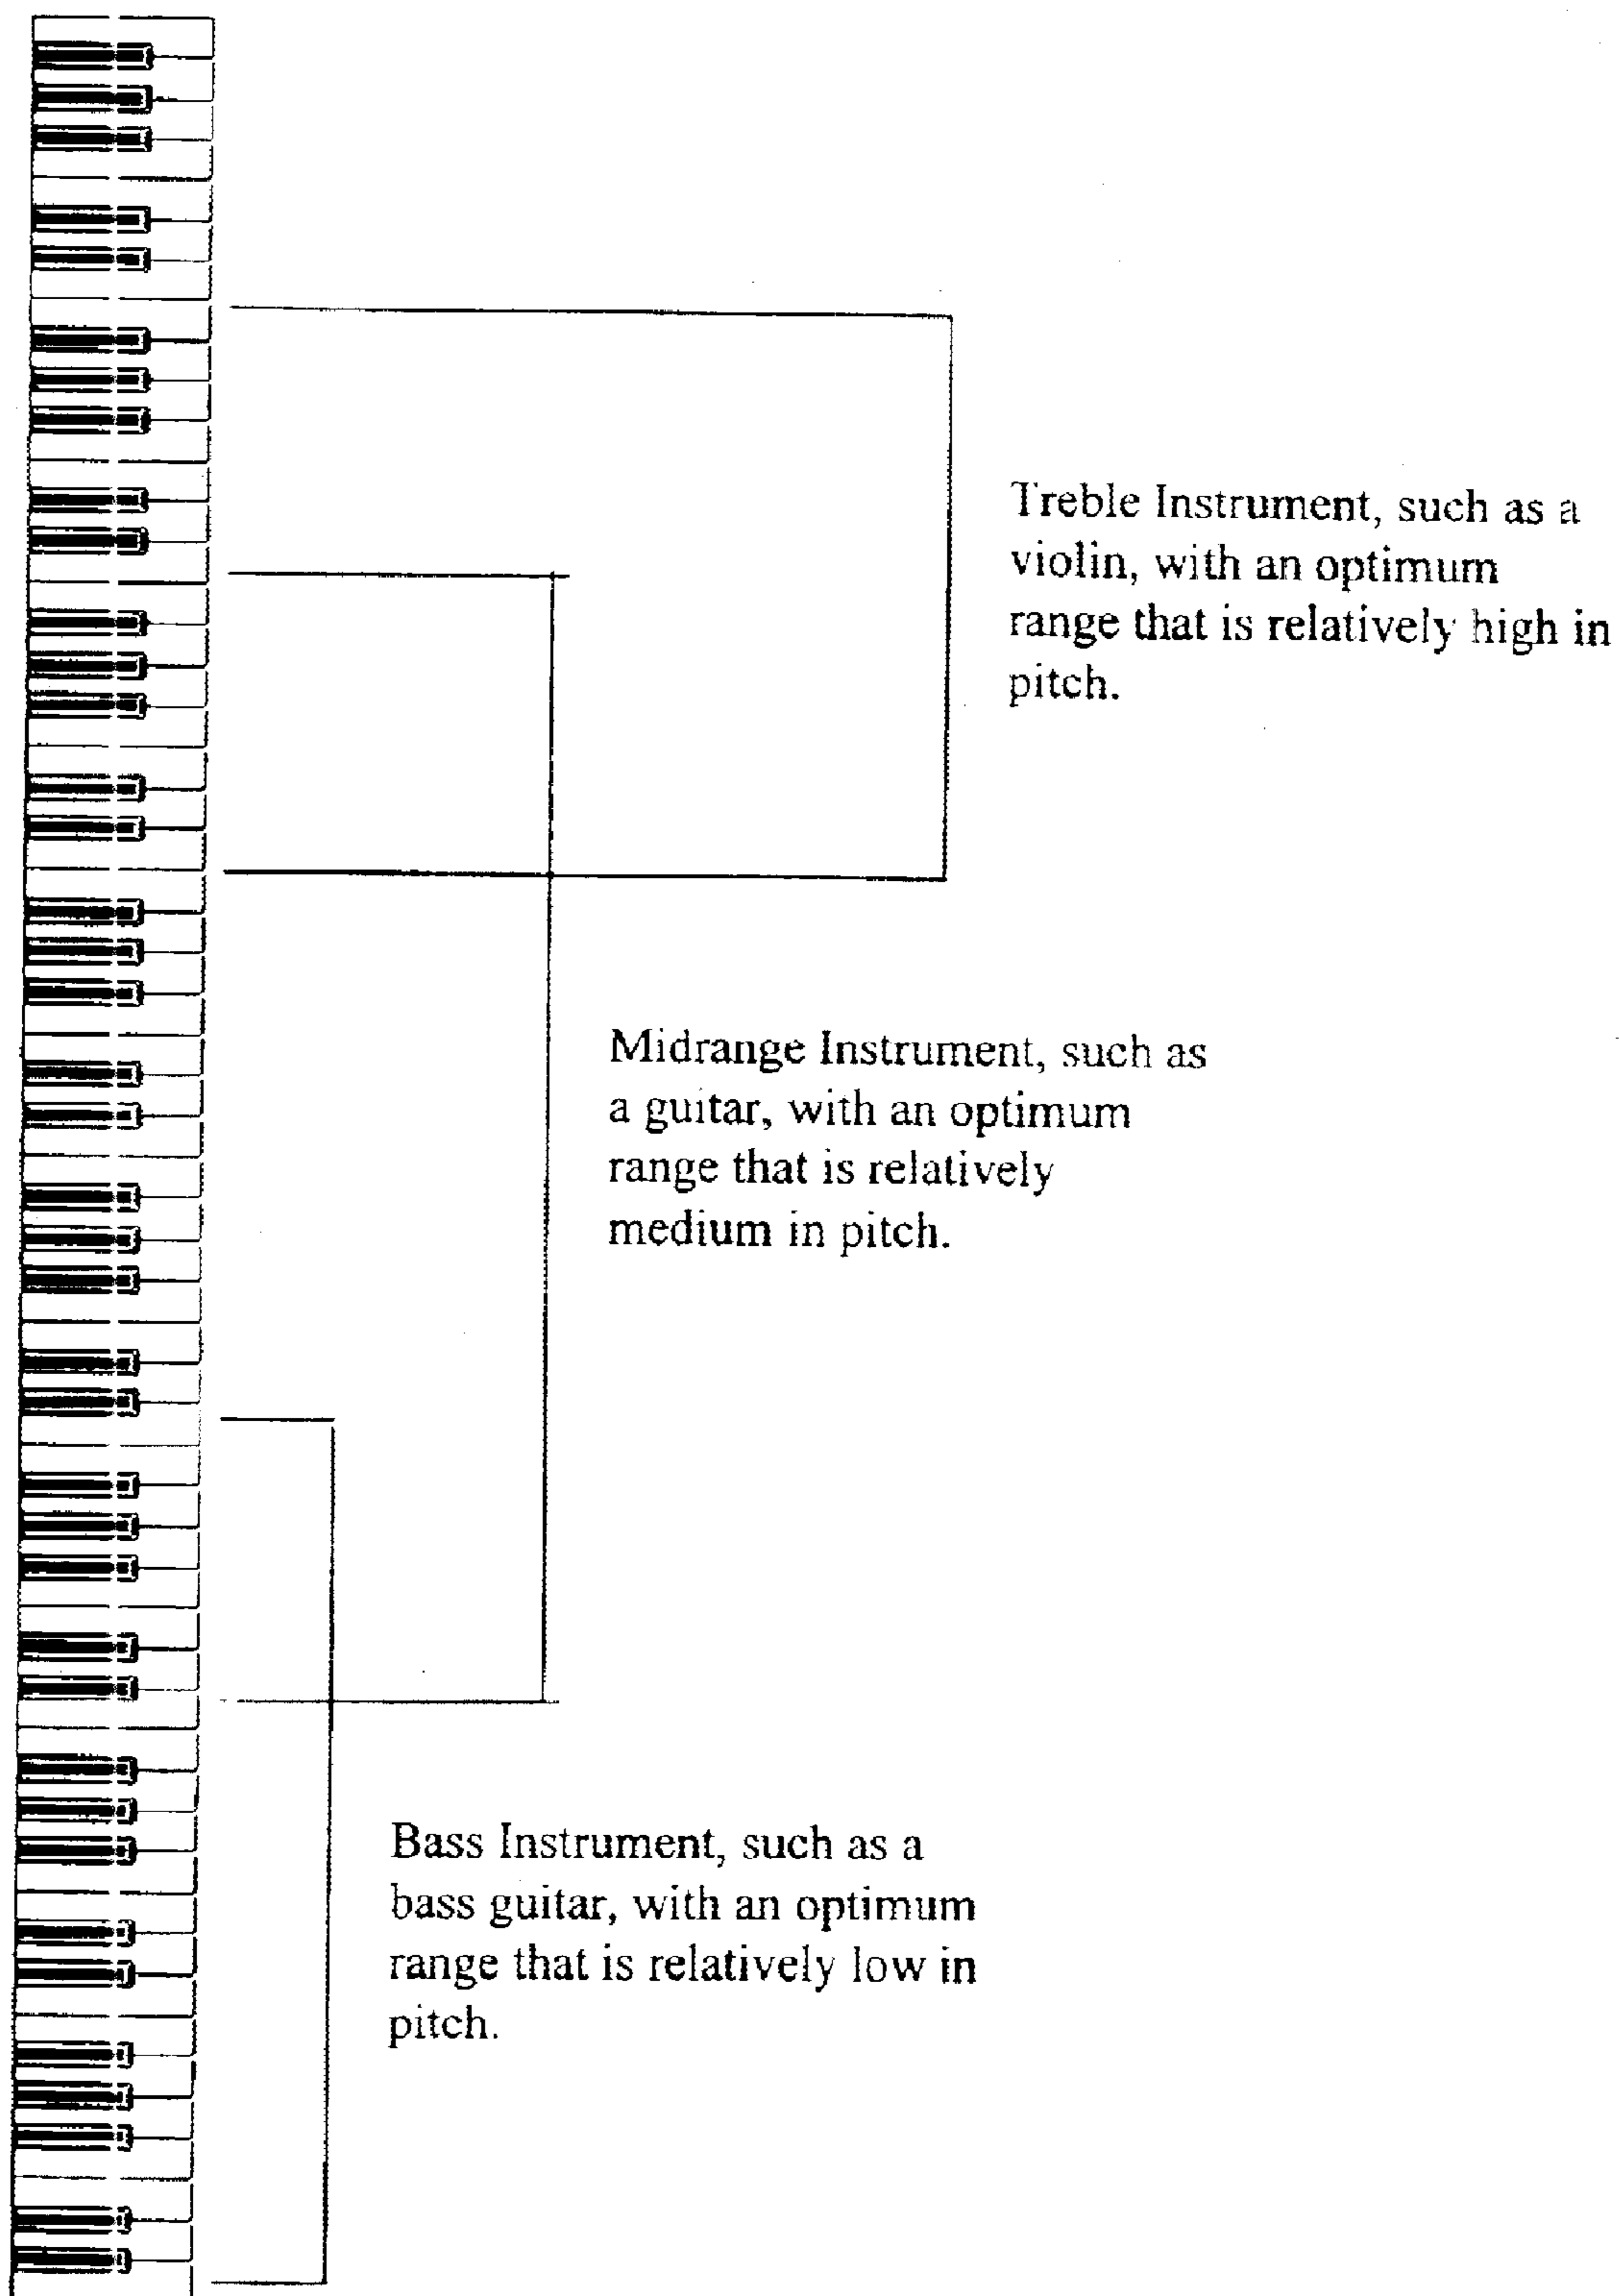 Treble Instrument, such as a
violin, with an optimum
range that is relatively high in
pitch.
Midrange Instrument, such as
a guitar, with an optimum
range that is relatively
medium in pitch.
Bass Instrument, such as a
bass guitar, with an optimum
range that is relatively low in
pitch.